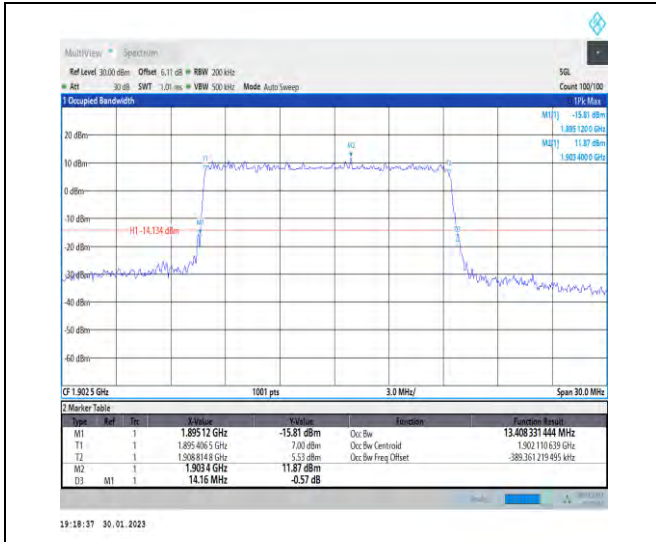 MultiView Spectrum
Ref Level 30.00 dBm Offset 6.11 dB RBW 200 kHz SGL
Att 30 dB SWT 1.01 ms VBW 500 kHz Mode Auto Sweep Count 100/100
1 Occupied Bandwidth 1Pk Max
M1[1] -15.81 dBm
1.895 120 0 GHz
M2[1] 11.87 dBm
1.903 400 0 GHz
20 dBm
M2
T1 T2
10 dBm
0 dBm
-10 dBm
M1 D3
H1 -14.134 dBm
-20 dBm
-30 dBm
-40 dBm
-50 dBm
-60 dBm
CF 1.902 5 GHz 1001 pts 3.0 MHz/ Span 30.0 MHz
2 Marker Table
Type Ref Trc X-Value Y-Value Function Function Result
M1 1 1.895 12 GHz -15.81 dBm Occ Bw 13.408 331 444 MHz
T1 1 1.895 406 5 GHz 7.00 dBm Occ Bw Centroid 1.902 110 639 GHz
T2 1 1.908 814 8 GHz 5.53 dBm Occ Bw Freq Offset -389.361 219 495 kHz
M2 1 1.903 4 GHz 11.87 dBm
D3 M1 1 14.16 MHz -0.57 dB
19:18:37 30.01.2023